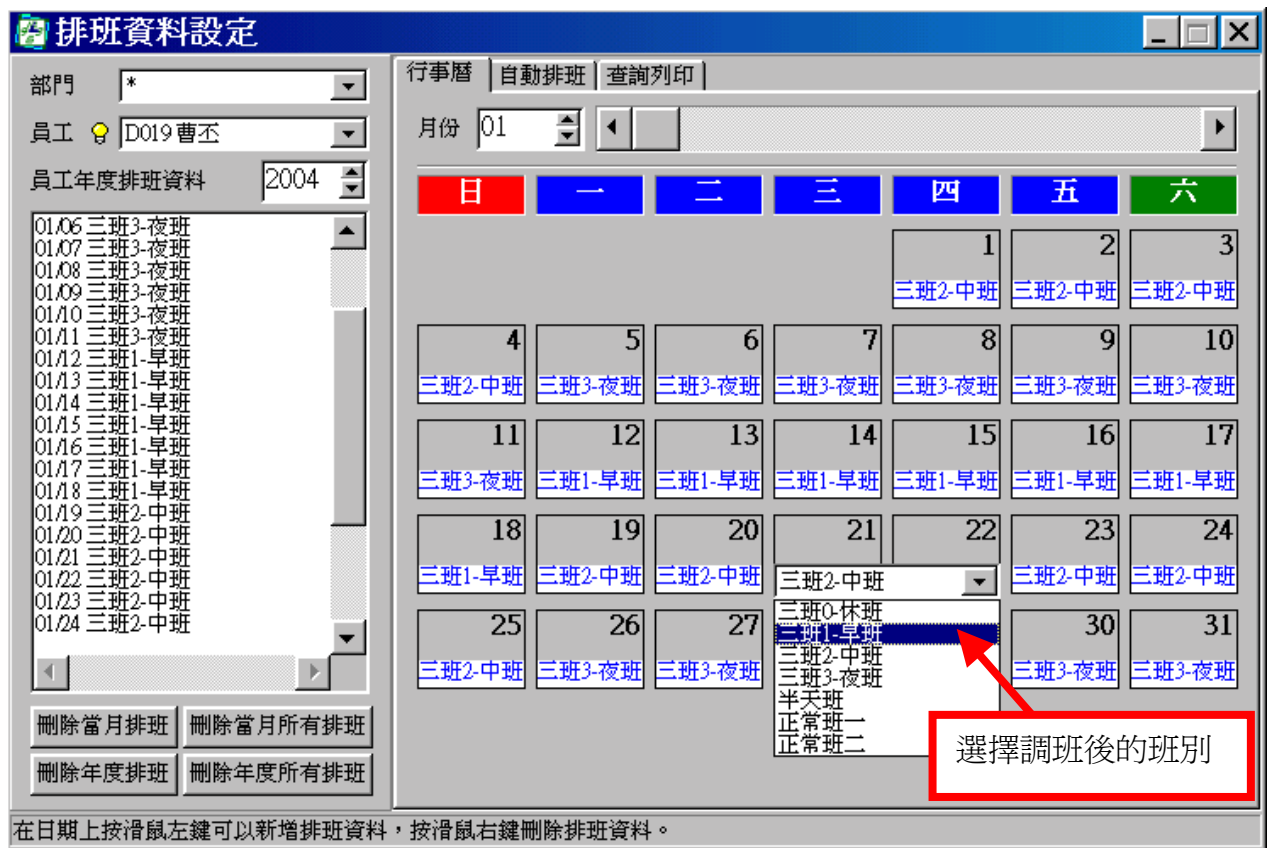 排班資料設定
部門 *
員工 D019曹丕
員工年度排班資料 2004
01/06 三班3-夜班
01/07 三班3-夜班
01/08 三班3-夜班
01/09 三班3-夜班
01/10 三班3-夜班
01/11 三班3-夜班
01/12 三班1-早班
01/13 三班1-早班
01/14 三班1-早班
01/15 三班1-早班
01/16 三班1-早班
01/17 三班1-早班
01/18 三班1-早班
01/19 三班2-中班
01/20 三班2-中班
01/21 三班2-中班
01/22 三班2-中班
01/23 三班2-中班
01/24 三班2-中班
刪除當月排班 刪除當月所有排班
刪除年度排班 刪除年度所有排班
行事曆 自動排班 查詢列印
月份 01
日 一 二 三 四 五 六
1 2 3
三班2-中班 三班2-中班 三班2-中班
4 5 6 7 8 9 10
三班2-中班 三班3-夜班 三班3-夜班 三班3-夜班 三班3-夜班 三班3-夜班 三班3-夜班
11 12 13 14 15 16 17
三班3-夜班 三班1-早班 三班1-早班 三班1-早班 三班1-早班 三班1-早班 三班1-早班
18 19 20 21 22 23 24
三班1-早班 三班2-中班 三班2-中班 三班2-中班 三班2-中班 三班2-中班
25 26 27 30 31
三班2-中班 三班3-夜班 三班3-夜班 三班3-夜班 三班3-夜班
三班0-休班
三班1-早班
三班2-中班
三班3-夜班
半天班
正常班一
正常班二
選擇調班後的班別
在日期上按滑鼠左鍵可以新增排班資料，按滑鼠右鍵刪除排班資料。